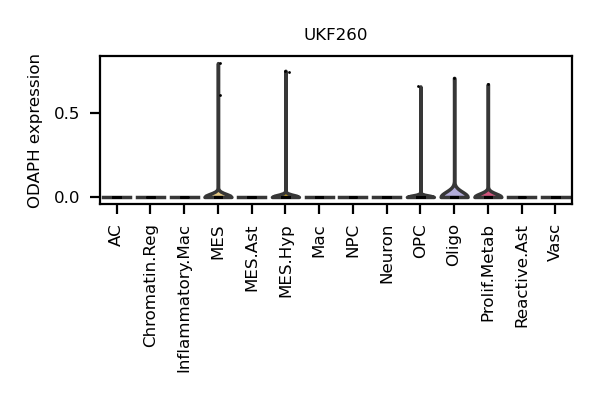 UKF260
ODAPH expression
0.5
0.0
AC
Chromatin.Reg
Inflammatory.Mac
MES
MES.Ast
MES.Hyp
Mac
NPC
Neuron
OPC
Oligo
Prolif.Metab
Reactive.Ast
Vasc